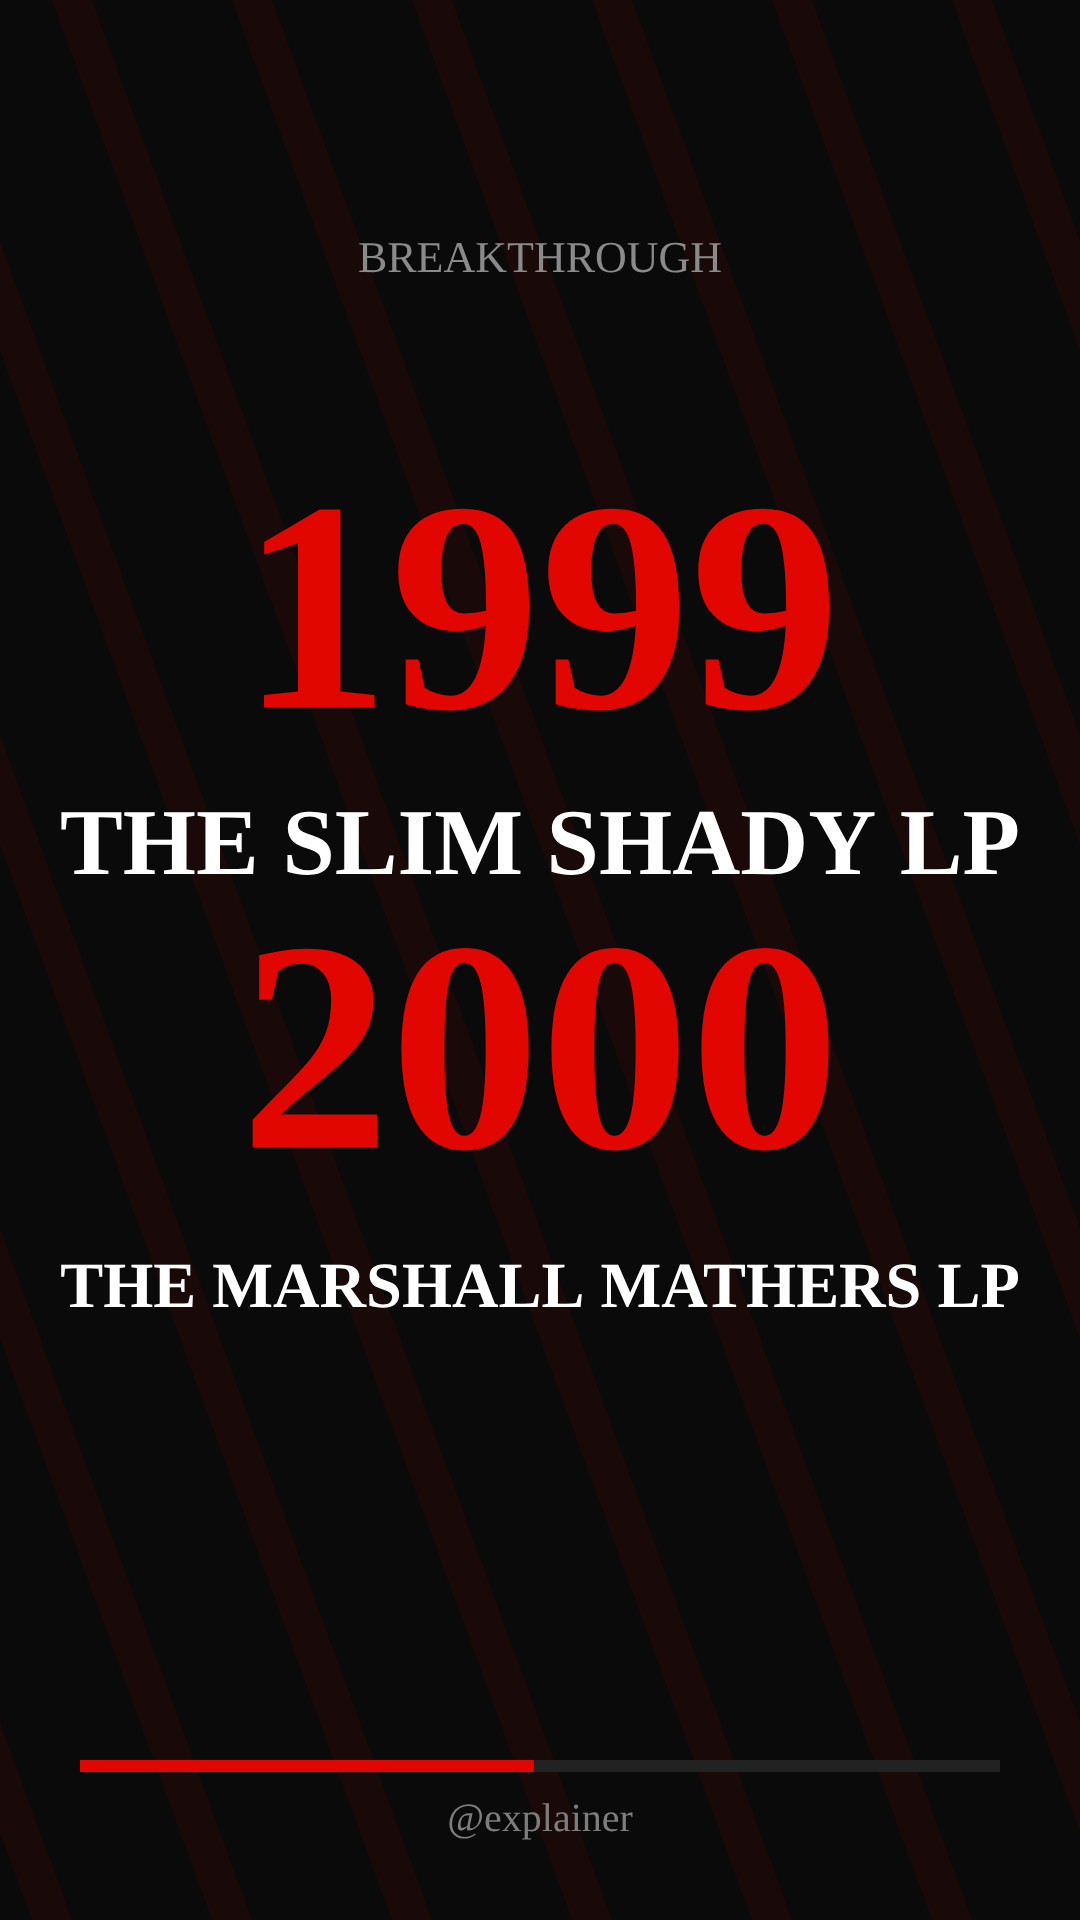 BREAKTHROUGH
1999
THE SLIM SHADY LP
2000
THE MARSHALL MATHERS LP
@explainer